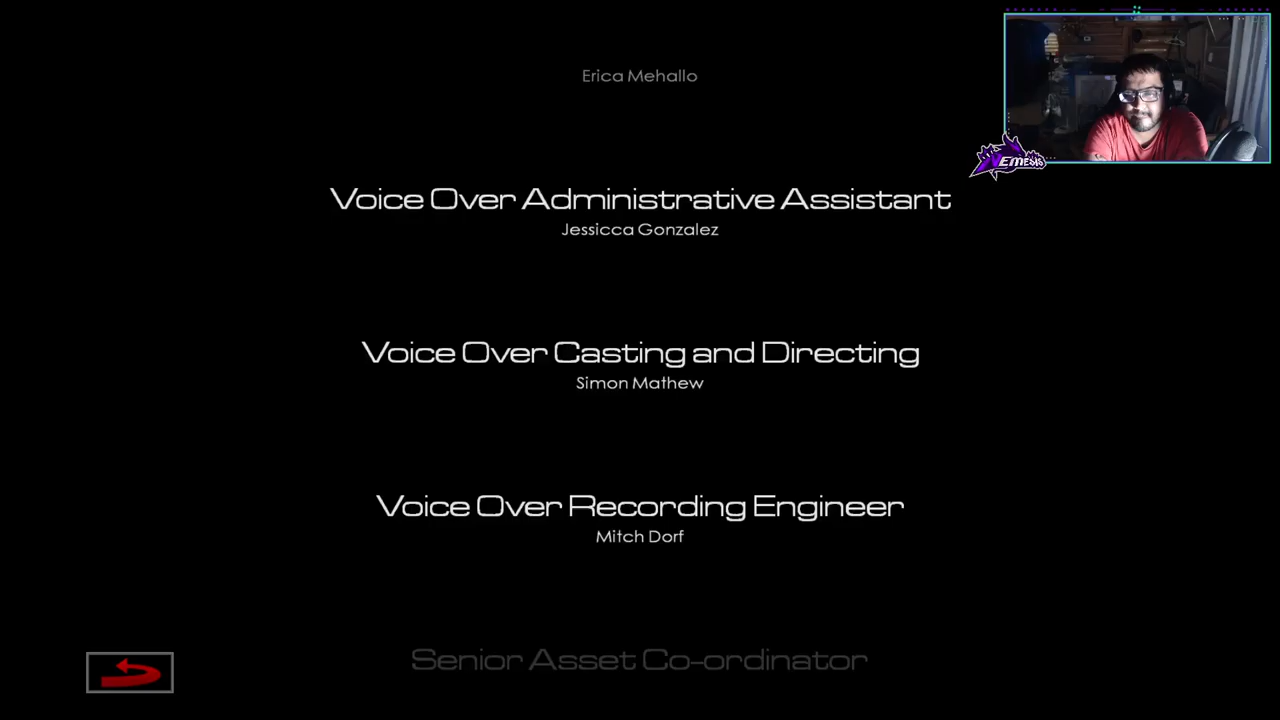 Erica Mehallo
NEMESIS
Voice Over Administrative Assistant
Jessicca Gonzalez
Voice Over Casting and Directing
Simon Mathew
Voice Over Recording Engineer
Mitch Dorf
Senior Asset Co-ordinator